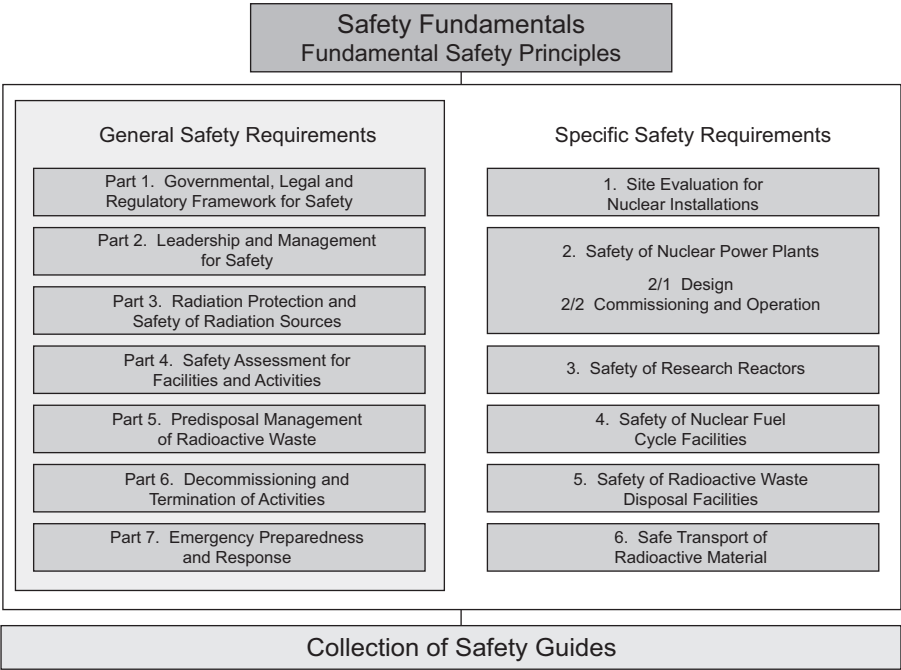 Safety Fundamentals
Fundamental Safety Principles
General Safety Requirements
Part 1. Governmental, Legal and
Regulatory Framework for Safety
Part 2. Leadership and Management
for Safety
Part 3. Radiation Protection and
Safety of Radiation Sources
Part 4. Safety Assessment for
Facilities and Activities
Part 5. Predisposal Management
of Radioactive Waste
Part 6. Decommissioning and
Termination of Activities
Part 7. Emergency Preparedness
and Response
Specific Safety Requirements
1. Site Evaluation for
Nuclear Installations
2. Safety of Nuclear Power Plants
2/1 Design
2/2 Commissioning and Operation
3. Safety of Research Reactors
4. Safety of Nuclear Fuel
Cycle Facilities
5. Safety of Radioactive Waste
Disposal Facilities
6. Safe Transport of
Radioactive Material
Collection of Safety Guides